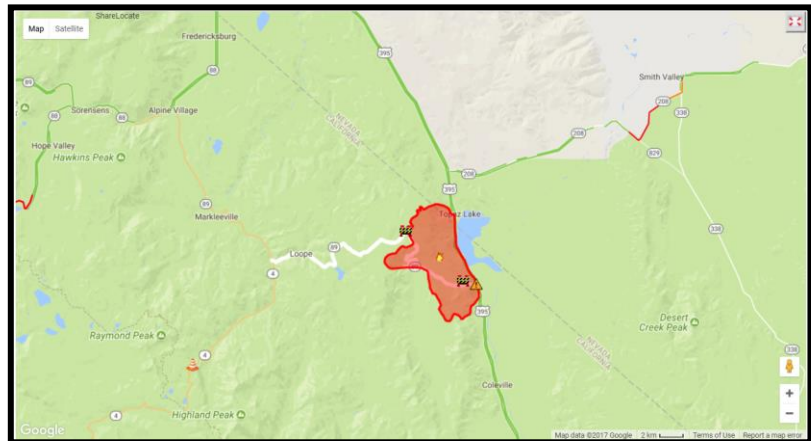 ShareLocate
Map Satellite
Fredericksburg
395
88
Smith Valley
89
208
Sorensens
88
Alpine Village
338
88
208
Hope Valley
829
Hawkins Peak
NEVADA
CALIFORNIA
208
89
395
Markleeville
Topaz Lake
338
89
Loope
4
395
Desert
Creek Peak
Raymond Peak
4
NEVADA
CALIFORNIA
338
Coleville
Highland Peak
4
Google
Map data ©2017 Google 2 km Terms of Use Report a map error